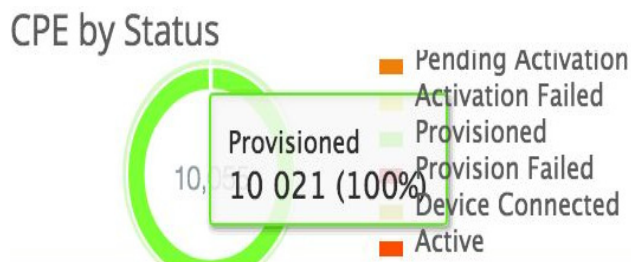 CPE by Status
Pending Activation
Activation Failed
Provisioned
Provision Failed
Device Connected
Active
Provisioned
10 021 (100%)